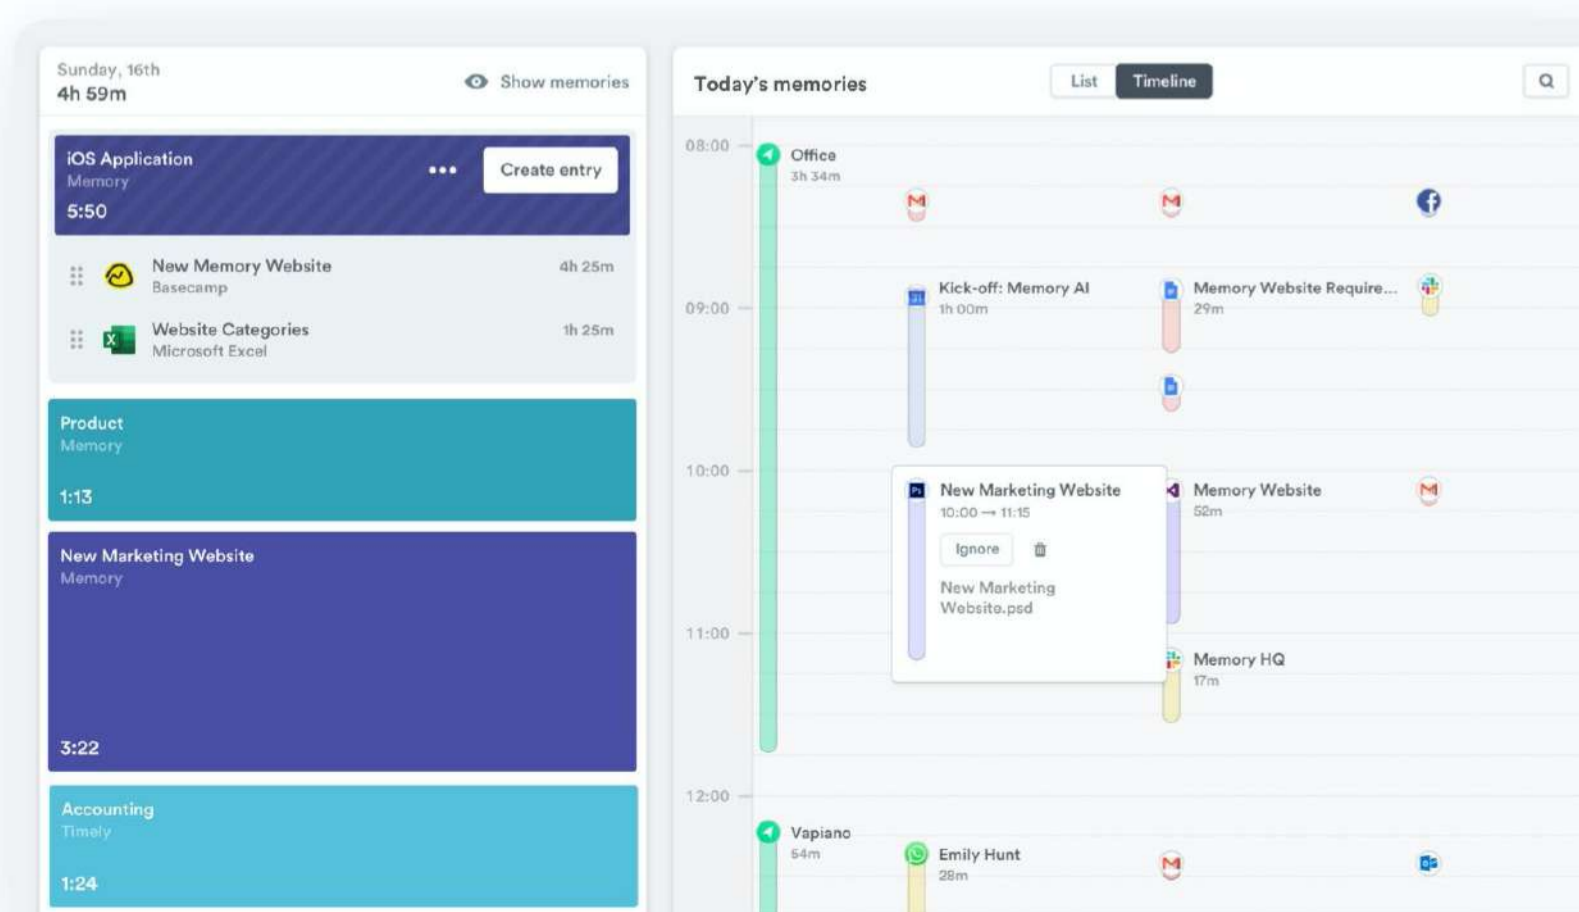 Sunday, 16th
4h 59m
Show memories
iOS Application
Memory
5:50
Create entry
New Memory Website
Basecamp
4h 25m
Website Categories
Microsoft Excel
1h 25m
Product
Memory
1:13
New Marketing Website
Memory
3:22
Accounting
Timely
1:24
Today's memories
List
Timeline
08:00
Office
3h 34m
09:00
31
Kick-off: Memory AI
1h 00m
Memory Website Require...
29m
10:00
Ps
New Marketing Website
10:00 → 11:15
Ignore
New Marketing
Website.psd
Memory Website
52m
11:00
Memory HQ
17m
12:00
Vapiano
54m
Emily Hunt
28m